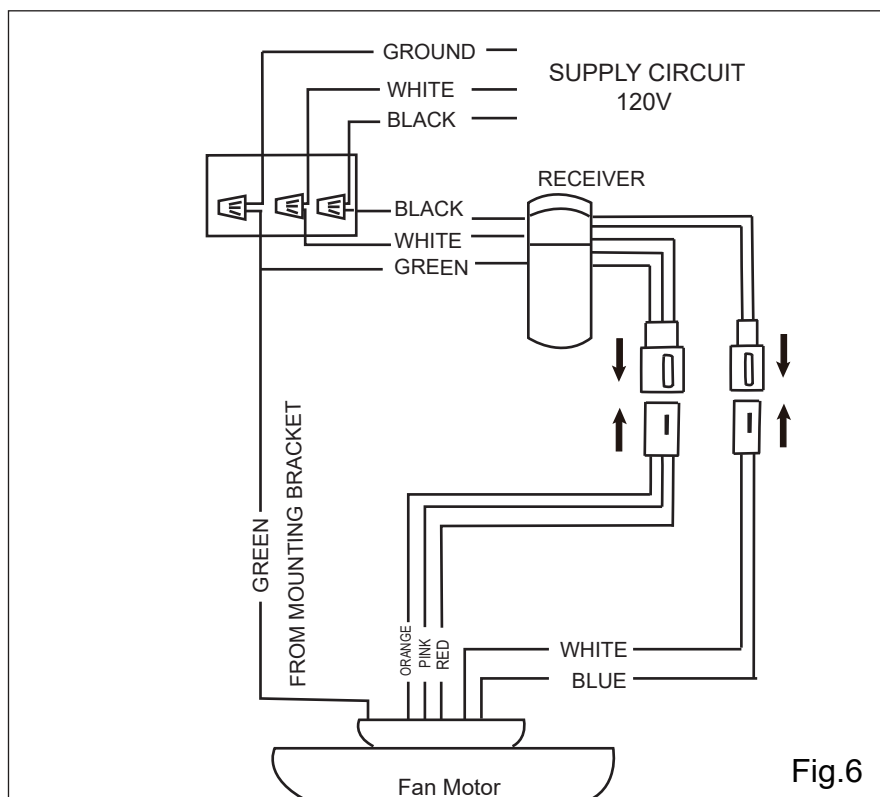 GROUND
WHITE
BLACK
SUPPLY CIRCUIT
120V
RECEIVER
BLACK
WHITE
GREEN
GREEN
FROM MOUNTING BRACKET
ORANGE
PINK
RED
WHITE
BLUE
Fan Motor
Fig.6